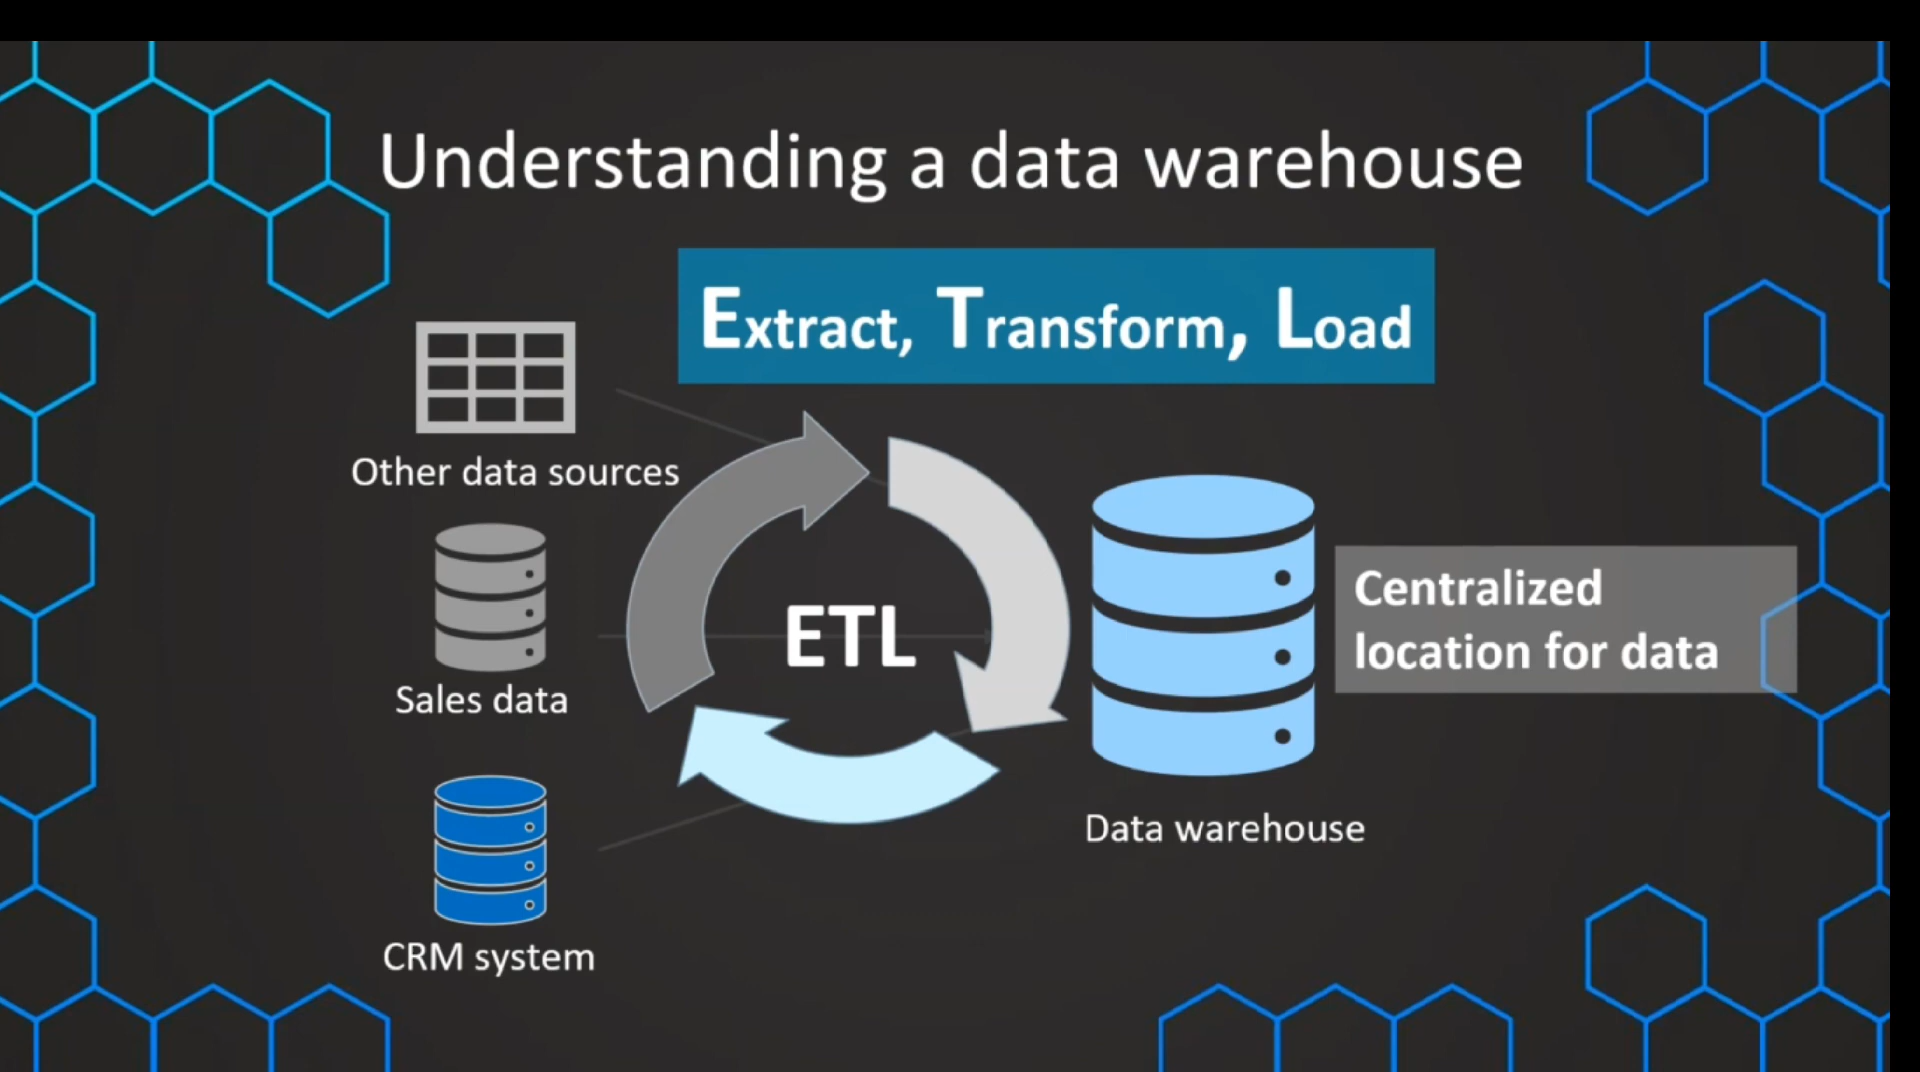 Understanding a data warehouse
Extract, Transform, Load
Other data sources
Sales data
CRM system
ETL
Centralized
location for data
Data warehouse